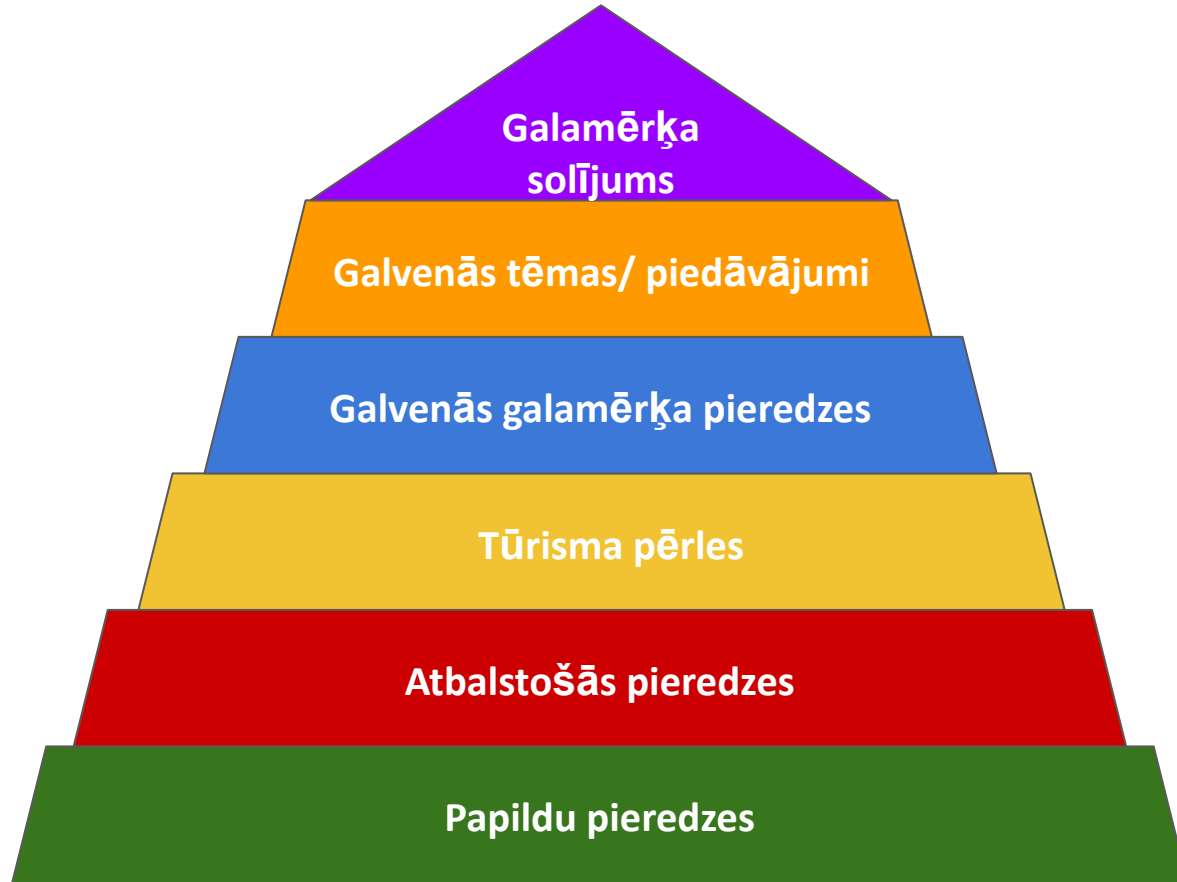 Galamērķa
solījums
Galvenās tēmas/ piedāvājumi
Galvenās galamērķa pieredzes
Tūrisma pērles
Atbalstošās pieredzes
Papildu pieredzes